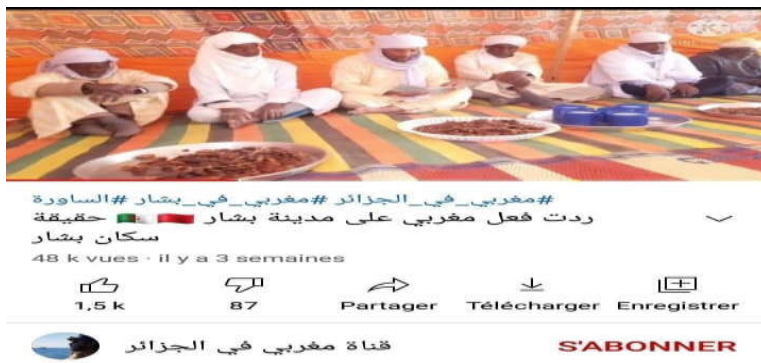 #مغربي_في_الجزائر #مغربي_في_بشار #الساورة
ردت فعل مغربي على مدينة بشار 🇲🇦🇩🇿 حقيقة
سكان بشار
48 k vues · il y a 3 semaines
1,5 k 87 Partager Télécharger Enregistrer
قناة مغربي في الجزائر S'ABONNER